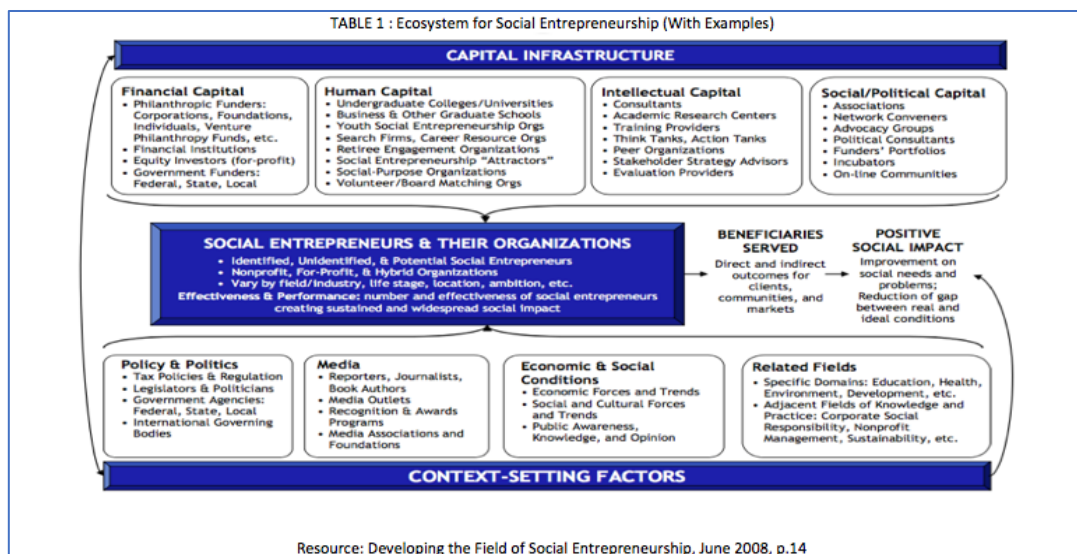 TABLE 1 : Ecosystem for Social Entrepreneurship (With Examples)
CAPITAL INFRASTRUCTURE
Financial Capital
• Philanthropic Funders:
Corporations, Foundations,
Individuals, Venture
Philanthropy Funds, etc.
• Financial Institutions
• Equity Investors (for-profit)
• Government Funders:
Federal, State, Local
Human Capital
• Undergraduate Colleges/Universities
• Business & Other Graduate Schools
• Youth Social Entrepreneurship Orgs
• Search Firms, Career Resource Orgs
• Retiree Engagement Organizations
• Social Entrepreneurship "Attractors"
• Social-Purpose Organizations
• Volunteer/Board Matching Orgs
Intellectual Capital
• Consultants
• Academic Research Centers
• Training Providers
• Think Tanks, Action Tanks
• Peer Organizations
• Stakeholder Strategy Advisors
• Evaluation Providers
Social/Political Capital
• Associations
• Network Conveners
• Advocacy Groups
• Political Consultants
• Funders' Portfolios
• Incubators
• On-line Communities
SOCIAL ENTREPRENEURS & THEIR ORGANIZATIONS
• Identified, Unidentified, & Potential Social Entrepreneurs
• Nonprofit, For-Profit, & Hybrid Organizations
• Vary by field/industry, life stage, location, ambition, etc.
Effectiveness & Performance: number and effectiveness of social entrepreneurs
creating sustained and widespread social impact
BENEFICIARIES
SERVED
Direct and indirect
outcomes for
clients,
communities, and
markets
POSITIVE
SOCIAL IMPACT
Improvement on
social needs and
problems;
Reduction of gap
between real and
ideal conditions
Policy & Politics
• Tax Policies & Regulation
• Legislators & Politicians
• Government Agencies:
Federal, State, Local
• International Governing
Bodies
Media
• Reporters, Journalists,
Book Authors
• Media Outlets
• Recognition & Awards
Programs
• Media Associations and
Foundations
Economic & Social
Conditions
• Economic Forces and Trends
• Social and Cultural Forces
and Trends
• Public Awareness,
Knowledge, and Opinion
Related Fields
• Specific Domains: Education, Health,
Environment, Development, etc.
• Adjacent Fields of Knowledge and
Practice: Corporate Social
Responsibility, Nonprofit
Management, Sustainability, etc.
CONTEXT-SETTING FACTORS
Resource: Developing the Field of Social Entrepreneurship, June 2008, p.14